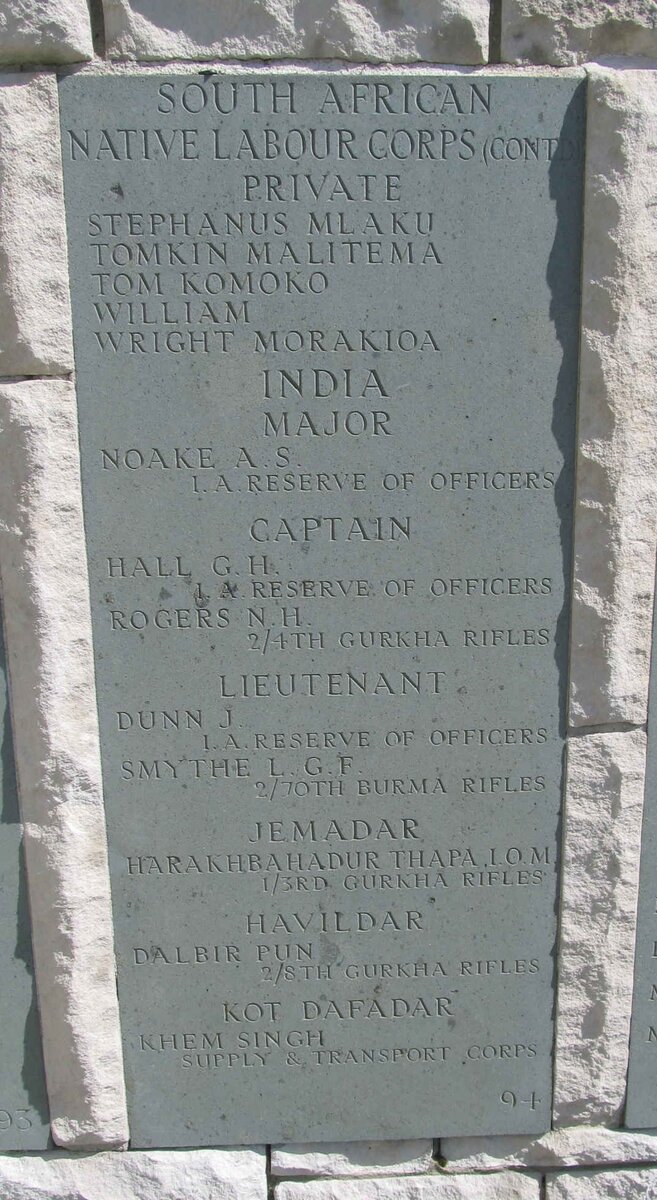 SOUTH AFRICAN
NATIVE LABOUR CORPS (CONTD)
PRIVATE
STEPHANUS MLAKU
TOMKIN MALITEMA
TOM KOMOKO
WILLIAM
WRIGHT MORAKIOA
INDIA
MAJOR
NOAKE A.S.
I.A. RESERVE OF OFFICERS
CAPTAIN
HALL G.H.
I.A. RESERVE OF OFFICERS
ROGERS N.H.
2/4TH GURKHA RIFLES
LIEUTENANT
DUNN J.
I.A. RESERVE OF OFFICERS
SMYTHE L.G.F.
2/70TH BURMA RIFLES
JEMADAR
HARAKHBAHADUR THAPA, I.O.M.
1/3RD GURKHA RIFLES
HAVILDAR
DALBIR PUN
2/8TH GURKHA RIFLES
KOT DAFADAR
KHEM SINGH
SUPPLY & TRANSPORT CORPS
94
93